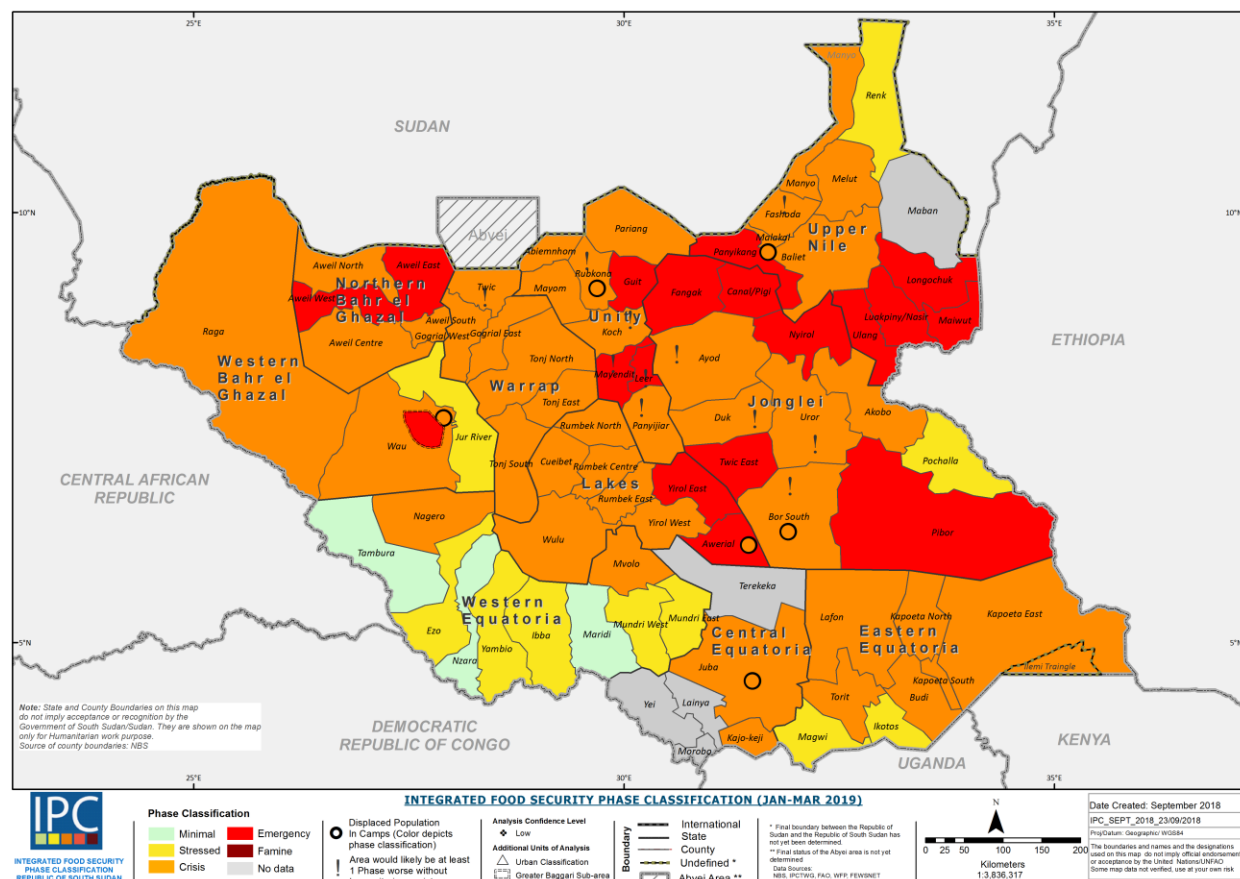 25°E
30°E
35°E
SUDAN
Manyo
Renk
10°N
10°N
Abyei
Melut
Manyo
Maban
Fashoda
Pariang
Upper
Nile
Malakal
Baliet
Panyikang
Abiemnhom
Rubkona
Aweil North
Aweil East
Northern
Bahr el
Ghazal
Aweil West
Twic
Mayom
Guit
Fangak
Canal/Pigi
Longochuk
Luakpiny/Nasir
Maiwut
Ulang
Nyirol
ETHIOPIA
Raga
Unity
Koch
Aweil South
Gogrial West
Gogrial East
Aweil Centre
Western
Bahr el
Ghazal
Warrap
Tonj North
Mayendit
Leer
Ayod
Jonglei
Tonj East
Rumbek North
Panyijiar
Duk
Uror
Akobo
Jur River
Wau
Tonj South
Cueibet
Rumbek Centre
Lakes
Rumbek East
Twic East
Yirol East
Pochalla
CENTRAL AFRICAN
REPUBLIC
Nagero
Yirol West
Bor South
Awerial
Pibor
Tambura
Wulu
Mvolo
Terekeka
Western
Equatoria
Ezo
Ibba
Yambio
Nzara
Maridi
Mundri West
Mundri East
Central
Equatoria
Juba
Lafon
Kapoeta North
Kapoeta East
Eastern
Equatoria
5°N
5°N
Ilemi Traingle
Kapoeta South
Torit
Budi
Yei
Lainya
Morobo
Kajo-keji
Magwi
Ikotos
DEMOCRATIC
REPUBLIC OF CONGO
UGANDA
KENYA
Note: State and County Boundaries on this map
do not imply acceptance or recognition by the
Government of South Sudan/Sudan. They are shown on the map
only for Humanitarian work purpose.
Source of county boundaries: NBS
25°E
30°E
35°E
IPC
INTEGRATED FOOD SECURITY
PHASE CLASSIFICATION
REPUBLIC OF SOUTH SUDAN
INTEGRATED FOOD SECURITY PHASE CLASSIFICATION (JAN-MAR 2019)
Phase Classification
Minimal
Stressed
Crisis
Emergency
Famine
No data
Displaced Population
In Camps (Color depicts
phase classification)
Area would likely be at least
1 Phase worse without
Analysis Confidence Level
Low
Additional Units of Analysis
Urban Classification
Greater Baggari Sub-area
Boundary
International
State
County
Undefined *
Abyei Area **
* Final boundary between the Republic of
Sudan and the Republic of South Sudan has
not yet been determined.
** Final status of the Abyei area is not yet
determined
Data Sources:
NBS, IPCTWG, FAO, WFP, FEWSNET
N
0 25 50 100 150 200
Kilometers
1:3,836,317
Date Created: September 2018
IPC_SEPT_2018_23/09/2018
Proj/Datum: Geographic/ WGS84
The boundaries and names and the designations
used on this map do not imply official endorsement
or acceptance by the United Nations/UNFAO
Some map data not verified, use at your own risk